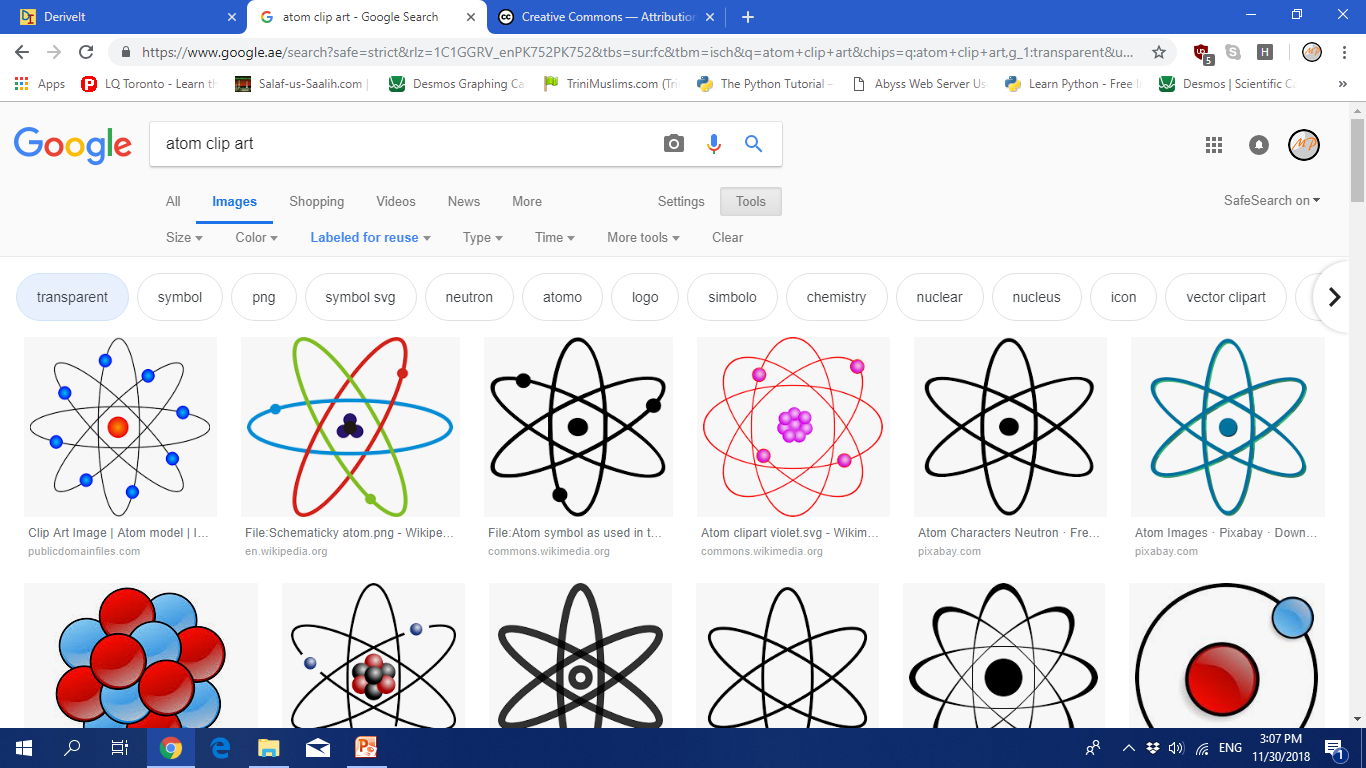 DI DeriveIt
atom clip art - Google Search
Creative Commons — Attribution
https://www.google.ae/search?safe=strict&rlz=1C1GGRV_enPK752PK752&tbs=sur:fc&tbm=isch&q=atom+clip+art&chips=q:atom+clip+art,g_1:transparent&u...
5
H
MP
Apps LQ Toronto - Learn th Salaf-us-Saalih.com | Desmos Graphing Ca TriniMuslims.com (Tri The Python Tutorial – Abyss Web Server Us Learn Python - Free I Desmos | Scientific Ca »
Google
atom clip art
MP
All Images Shopping Videos News More Settings Tools SafeSearch on
Size Color Labeled for reuse Type Time More tools Clear
transparent symbol png symbol svg neutron atomo logo simbolo chemistry nuclear nucleus icon vector clipart
Clip Art Image | Atom model | I...
publicdomainfiles.com
File:Schematicky atom.png - Wikipe...
en.wikipedia.org
File:Atom symbol as used in t...
commons.wikimedia.org
Atom clipart violet.svg - Wikim...
commons.wikimedia.org
Atom Characters Neutron · Fre...
pixabay.com
Atom Images · Pixabay · Down...
pixabay.com
ENG
3:07 PM
11/30/2018
1